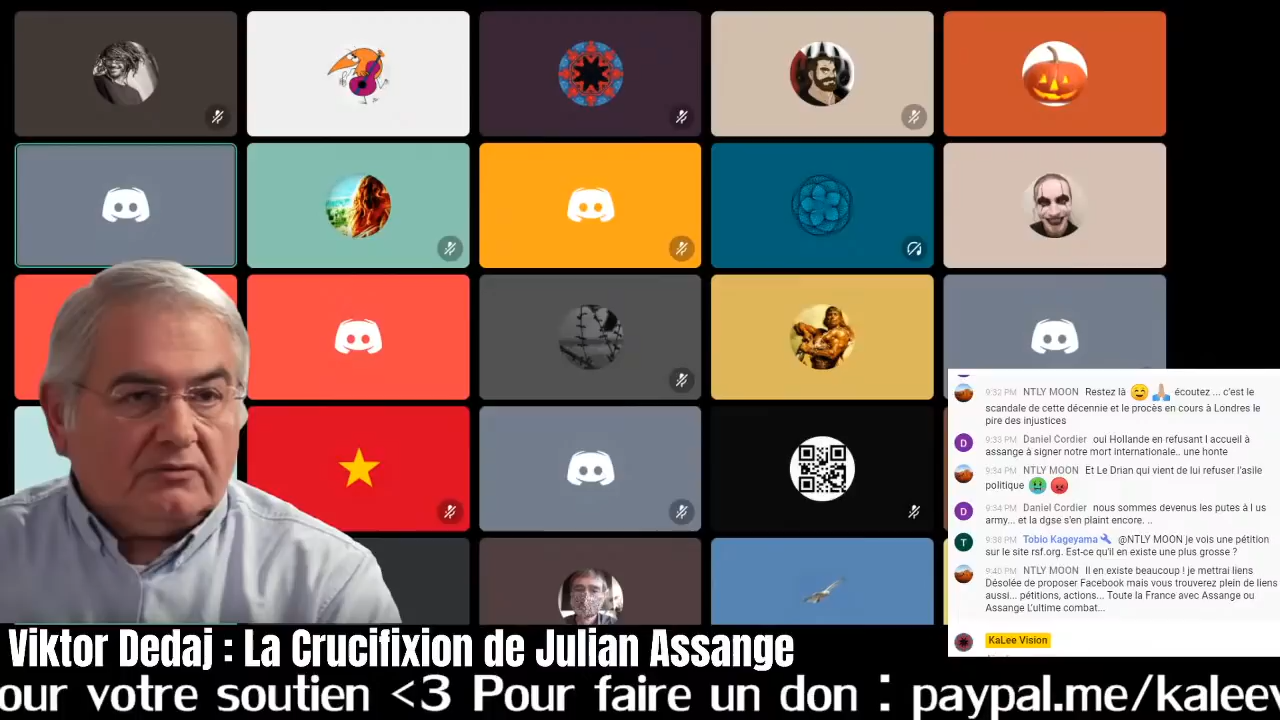 9:32 PM NTLY MOON Restez là 😊 🙏 écoutez ... c'est le
scandale de cette décennie et le procès en cours à Londres le
pire des injustices
9:33 PM Daniel Cordier oui Hollande en refusant l accueil à
assange à signer notre mort internationale.. une honte
9:34 PM NTLY MOON Et Le Drian qui vient de lui refuser l'asile
politique 🤢 😡
9:34 PM Daniel Cordier nous sommes devenus les putes à l us
army... et la dgse s'en plaint encore. ..
9:38 PM Tobio Kageyama @NTLY MOON je vois une pétition
sur le site rsf.org. Est-ce qu'il en existe une plus grosse ?
9:40 PM NTLY MOON Il en existe beaucoup ! je mettrai liens
Désolée de proposer Facebook mais vous trouverez plein de liens
aussi... pétitions, actions... Toute la France avec Assange ou
Assange L'ultime combat...
KaLee Vision
Viktor Dedaj : La Crucifixion de Julian Assange
our votre soutien <3 Pour faire un don : paypal.me/kaleev